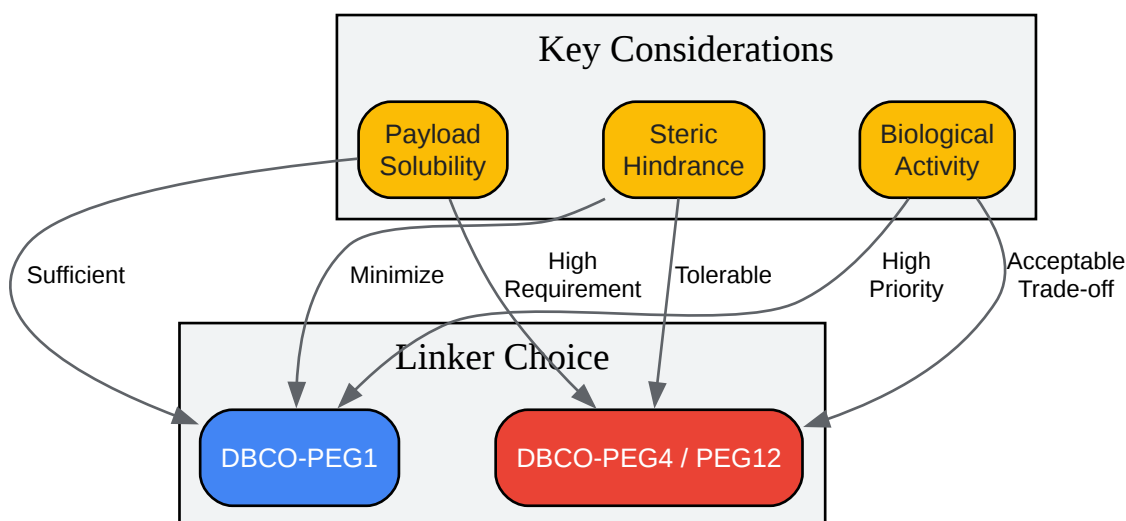 Key Considerations
Payload
Solubility
Steric
Hindrance
Biological
Activity
Sufficient
Minimize
High
Requirement
Tolerable
High
Priority
Acceptable
Trade-off
Linker Choice
DBCO-PEG1
DBCO-PEG4 / PEG12